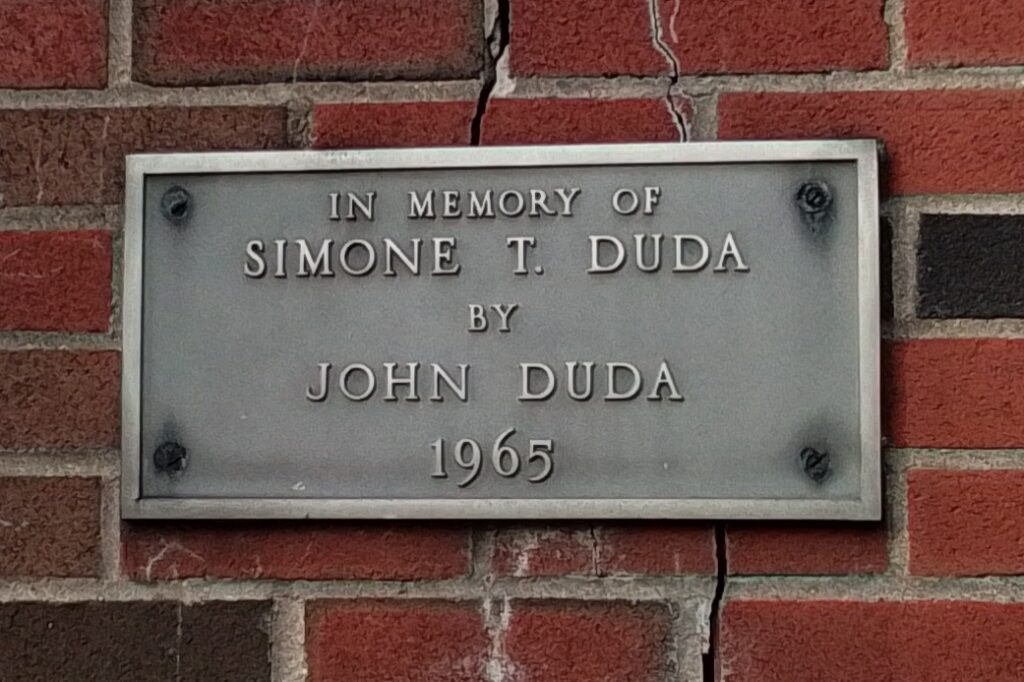 IN MEMORY OF
SIMONE T. DUDA
BY
JOHN DUDA
1965